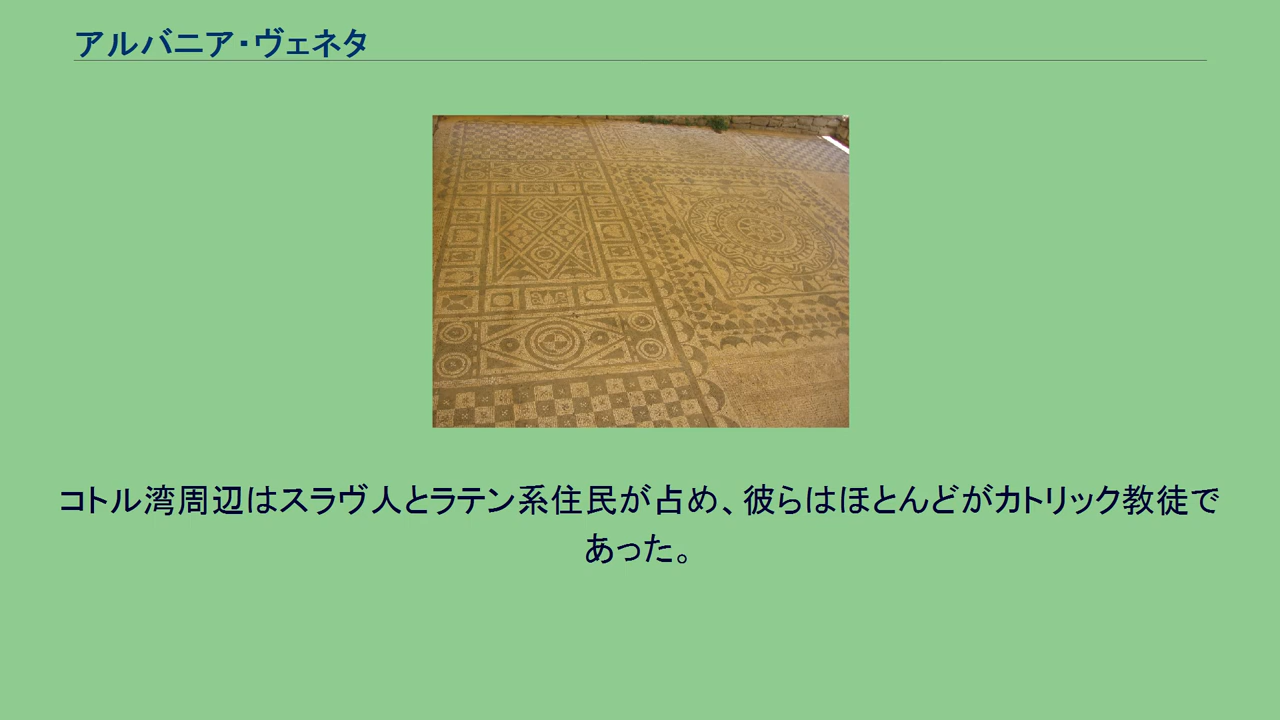 アルバニア・ヴェネタ
コトル湾周辺はスラヴ人とラテン系住民が占め、彼らはほとんどがカトリック教徒で
あった。